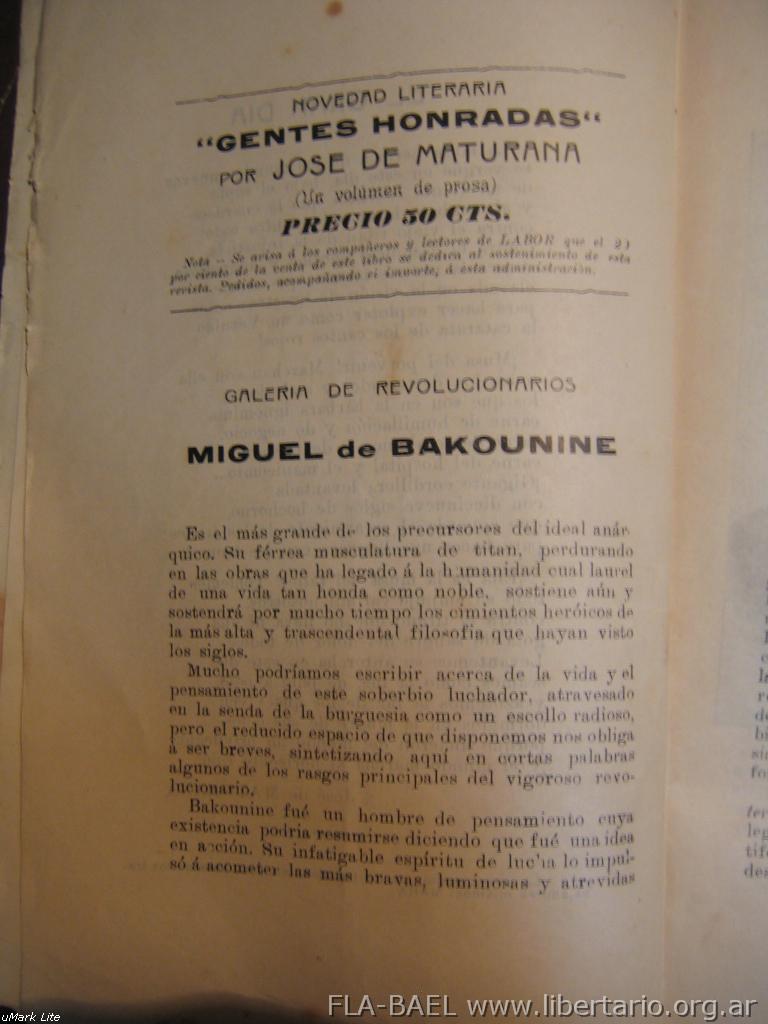 NOVEDAD LITERARIA
“GENTES HONRADAS“
POR JOSE DE MATURANA
(Un volúmen de prosa)
PRECIO 50 CTS.
Nota -- Se avisa á los compañeros y lectores de LABOR que el
por ciento de la venta de este libro se dedica al sostenimiento de esta
revista. Pedidos, acompañando el importe, á esta administración.
GALERIA DE REVOLUCIONARIOS
MIGUEL de BAKOUNINE
Es el más grande de los precursores del ideal anár-
quico. Su férrea musculatura de titan, perdurando
en las obras que ha legado á la humanidad cual laurel
de una vida tan honda como noble, sostiene aún y
sostendrá por mucho tiempo los cimientos heróicos de
la más alta y trascendental filosofia que hayan visto
los siglos.
Mucho podríamos escribir acerca de la vida y el
pensamiento de este soberbio luchador, atravesado
en la senda de la burguesia como un escollo radioso,
pero el reducido espacio de que disponemos nos obliga
á ser breves, sintetizando aquí en cortas palabras
algunos de los rasgos principales del vigoroso revo-
lucionario.
Bakounine fué un hombre de pensamiento cuya
existencia podria resumirse diciendo que fué una idea
en acción. Su infatigable espíritu de lucha lo impul-
só á acometer las más bravas, luminosas y atrevidas
FLA-BAEL www.libertario.org.ar
uMark Lite